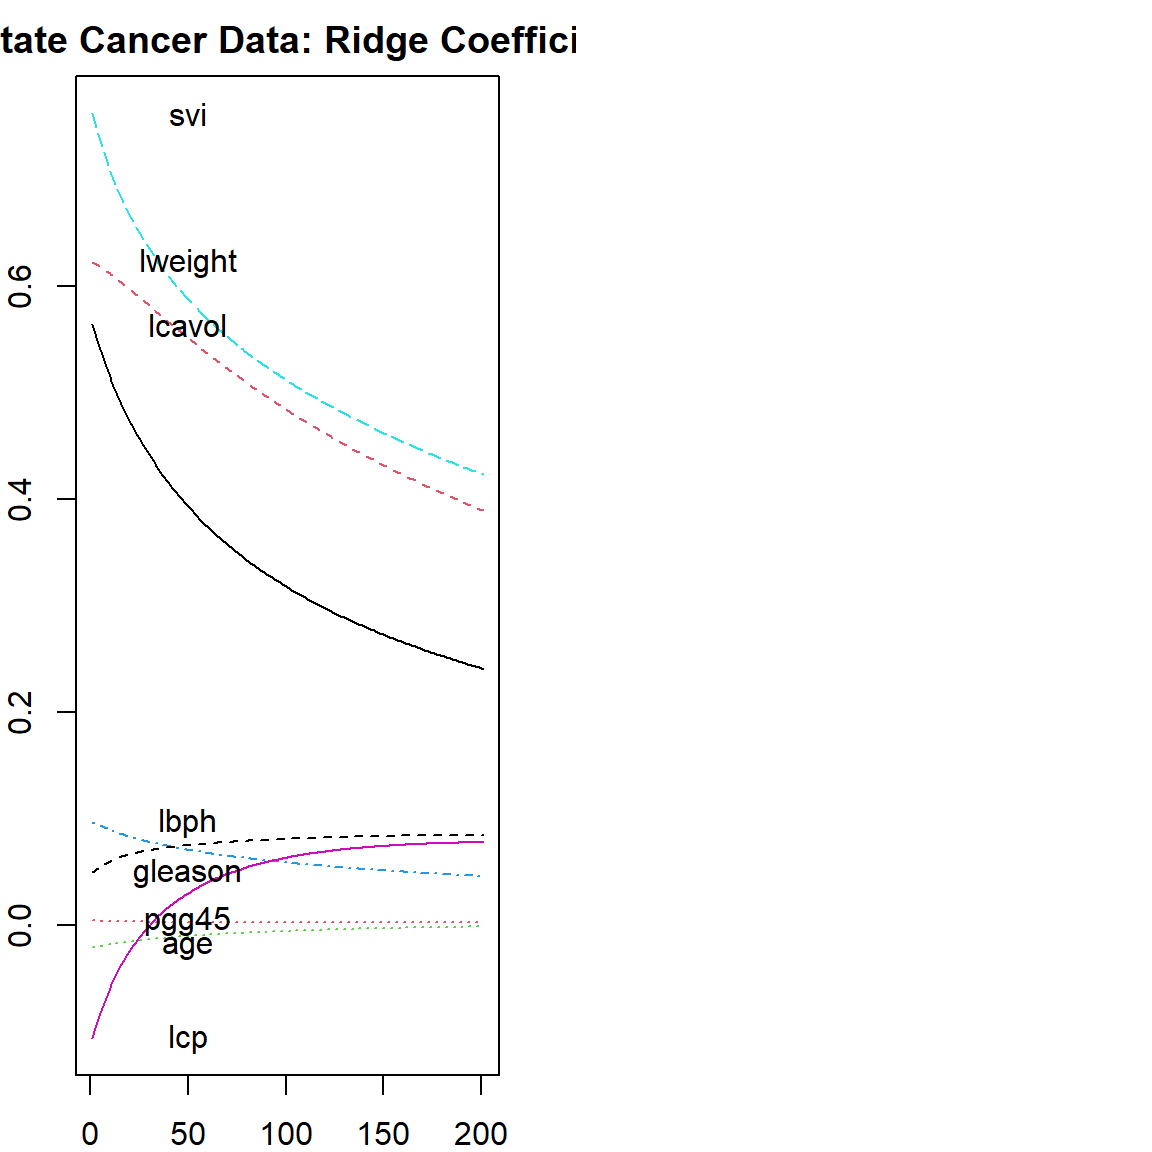 tate Cancer Data: Ridge Coeffici
svi
lweight
lcavol
lbph
gleason
pgg45
age
lcp
0.6
0.4
0.2
0.0
0 50 100 150 200